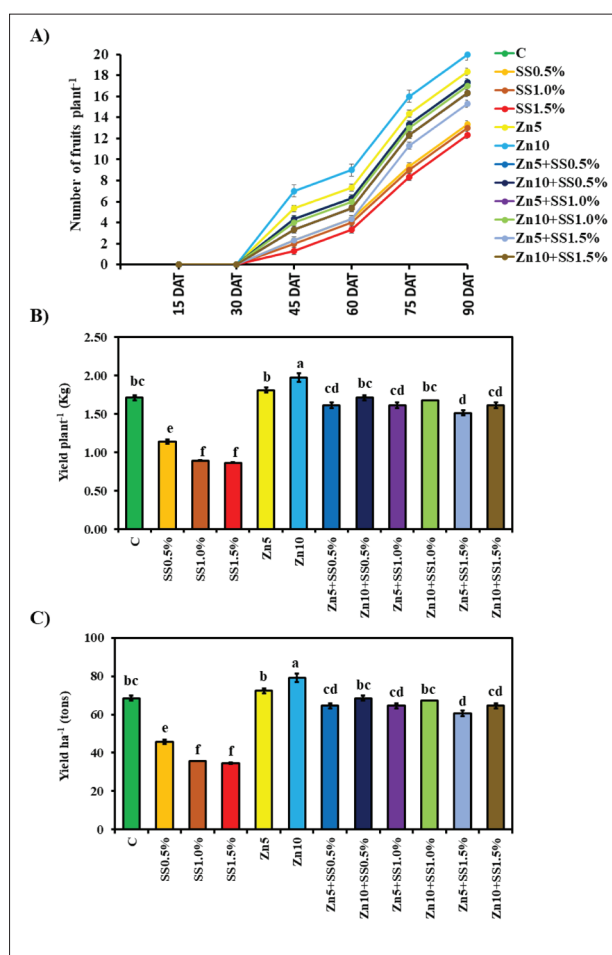 A)
Number of fruits plant⁻¹
20
18
16
14
12
10
8
6
4
2
0
15 DAT
30 DAT
45 DAT
60 DAT
75 DAT
90 DAT
C
SS0.5%
SS1.0%
SS1.5%
Zn5
Zn10
Zn5+SS0.5%
Zn10+SS0.5%
Zn5+SS1.0%
Zn10+SS1.0%
Zn5+SS1.5%
Zn10+SS1.5%
B)
Yield plant⁻¹ (Kg)
2.50
2.00
1.50
1.00
0.50
0.00
bc
e
f
f
b
a
cd
bc
cd
bc
d
cd
C
SS0.5%
SS1.0%
SS1.5%
Zn5
Zn10
Zn5+SS0.5%
Zn10+SS0.5%
Zn5+SS1.0%
Zn10+SS1.0%
Zn5+SS1.5%
Zn10+SS1.5%
C)
Yield ha⁻¹ (tons)
100
80
60
40
20
0
bc
e
f
f
b
a
cd
bc
cd
bc
d
cd
C
SS0.5%
SS1.0%
SS1.5%
Zn5
Zn10
Zn5+SS0.5%
Zn10+SS0.5%
Zn5+SS1.0%
Zn10+SS1.0%
Zn5+SS1.5%
Zn10+SS1.5%